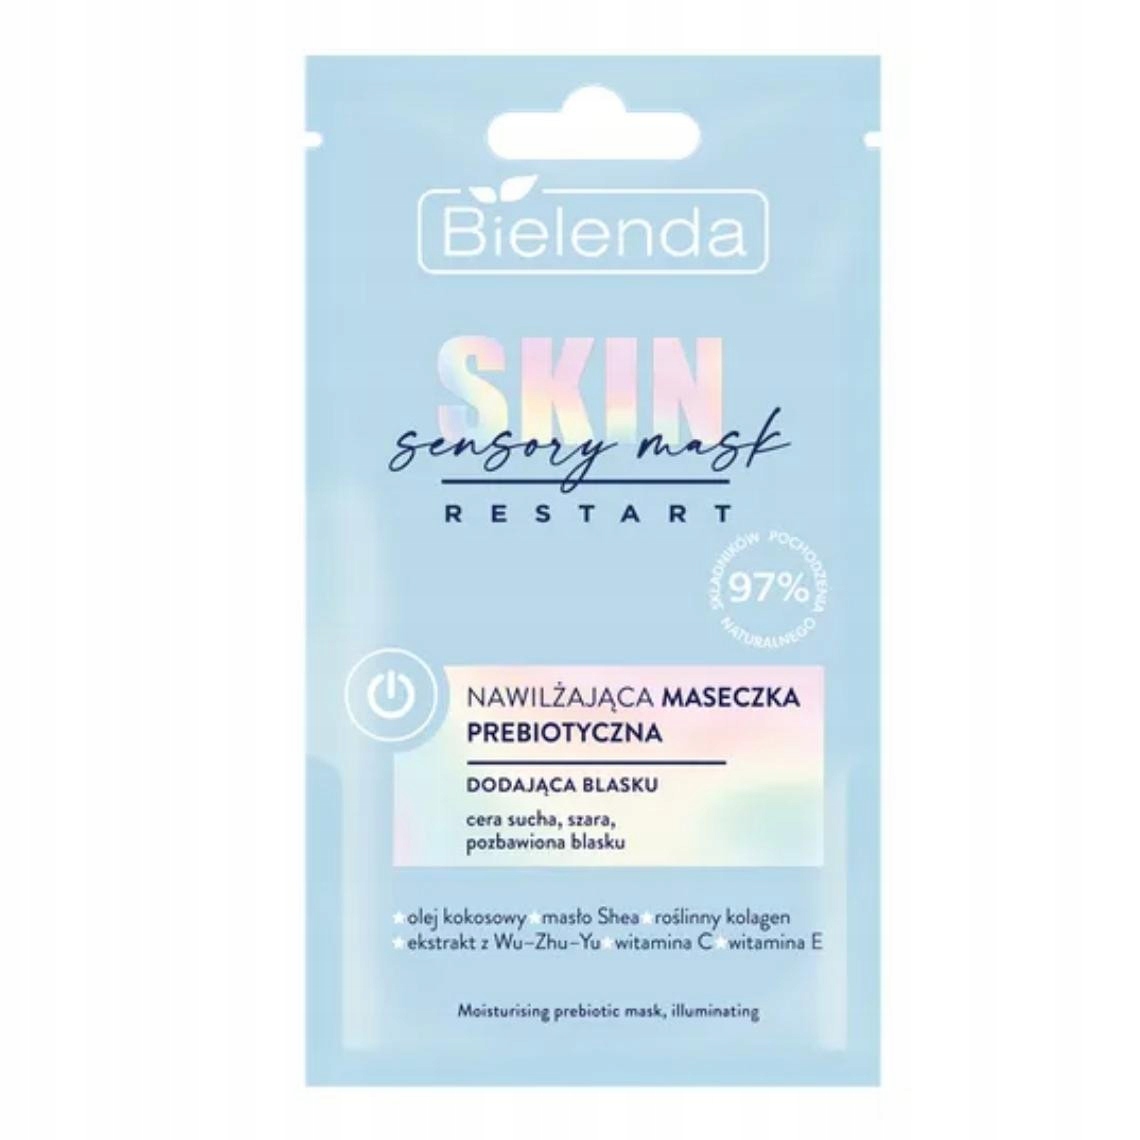 Bielenda
SKIN
sensory mask
RESTART
97%
SKŁADNIKÓW POCHODZENIA NATURALNEGO
NAWILŻAJĄCA MASECZKA
PREBIOTYCZNA
DODAJĄCA BLASKU
cera sucha, szara,
pozbawiona blasku
olej kokosowy masło Shea roślinny kolagen
ekstrakt z Wu–Zhu–Yu witamina C witamina E
Moisturising prebiotic mask, illuminating